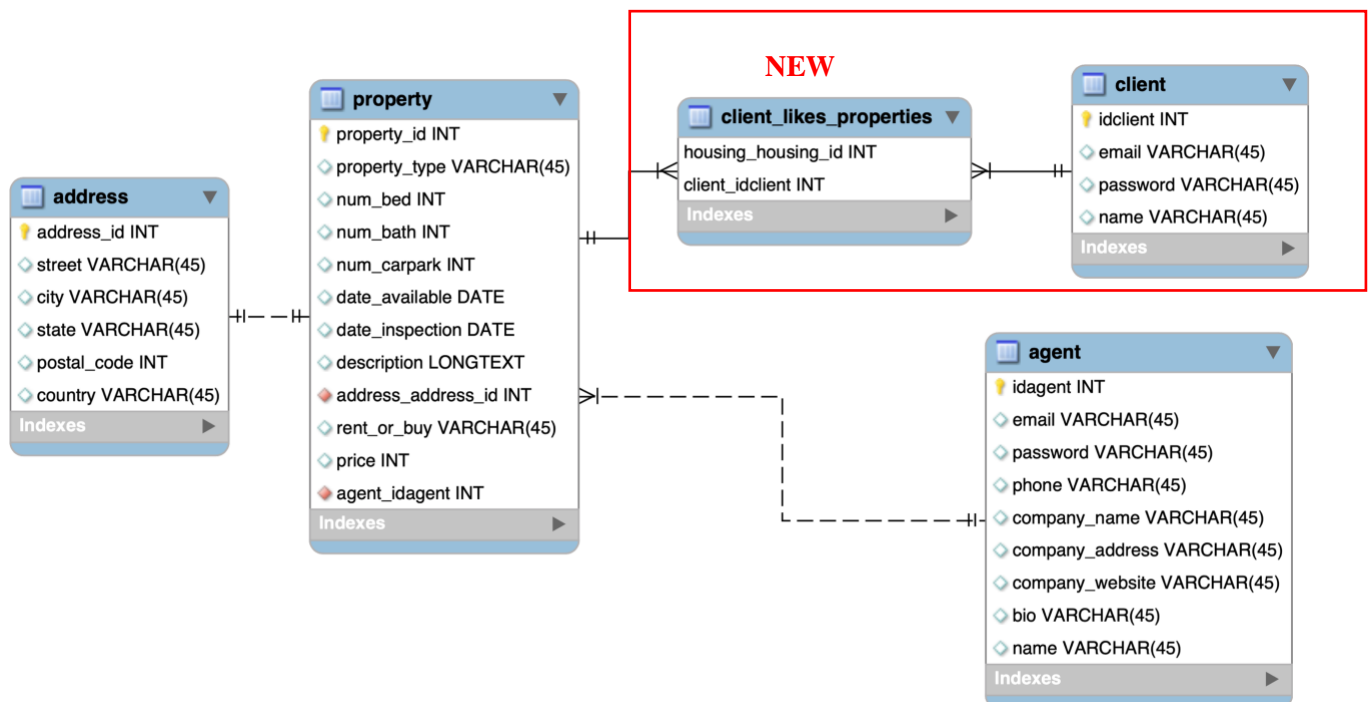 NEW
address
address_id INT
street VARCHAR(45)
city VARCHAR(45)
state VARCHAR(45)
postal_code INT
country VARCHAR(45)
Indexes
property
property_id INT
property_type VARCHAR(45)
num_bed INT
num_bath INT
num_carpark INT
date_available DATE
date_inspection DATE
description LONGTEXT
address_address_id INT
rent_or_buy VARCHAR(45)
price INT
agent_idagent INT
Indexes
client_likes_properties
housing_housing_id INT
client_idclient INT
Indexes
client
idclient INT
email VARCHAR(45)
password VARCHAR(45)
name VARCHAR(45)
Indexes
agent
idagent INT
email VARCHAR(45)
password VARCHAR(45)
phone VARCHAR(45)
company_name VARCHAR(45)
company_address VARCHAR(45)
company_website VARCHAR(45)
bio VARCHAR(45)
name VARCHAR(45)
Indexes